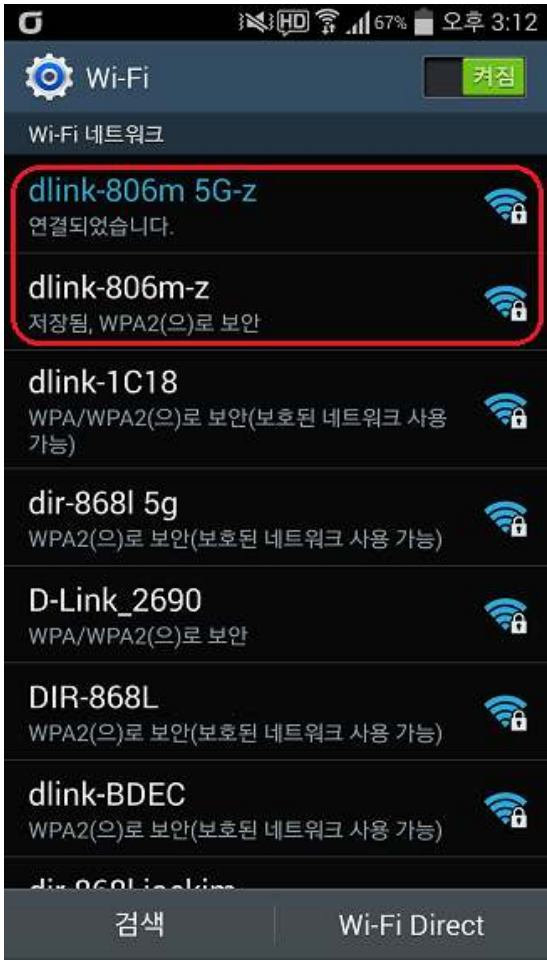 HD 67% 오후 3:12
Wi-Fi 켜짐
Wi-Fi 네트워크
dlink-806m 5G-z
연결되었습니다.
dlink-806m-z
저장됨, WPA2(으)로 보안
dlink-1C18
WPA/WPA2(으)로 보안(보호된 네트워크 사용
가능)
dir-868l 5g
WPA2(으)로 보안(보호된 네트워크 사용 가능)
D-Link_2690
WPA/WPA2(으)로 보안
DIR-868L
WPA2(으)로 보안(보호된 네트워크 사용 가능)
dlink-BDEC
WPA2(으)로 보안(보호된 네트워크 사용 가능)
검색 Wi-Fi Direct